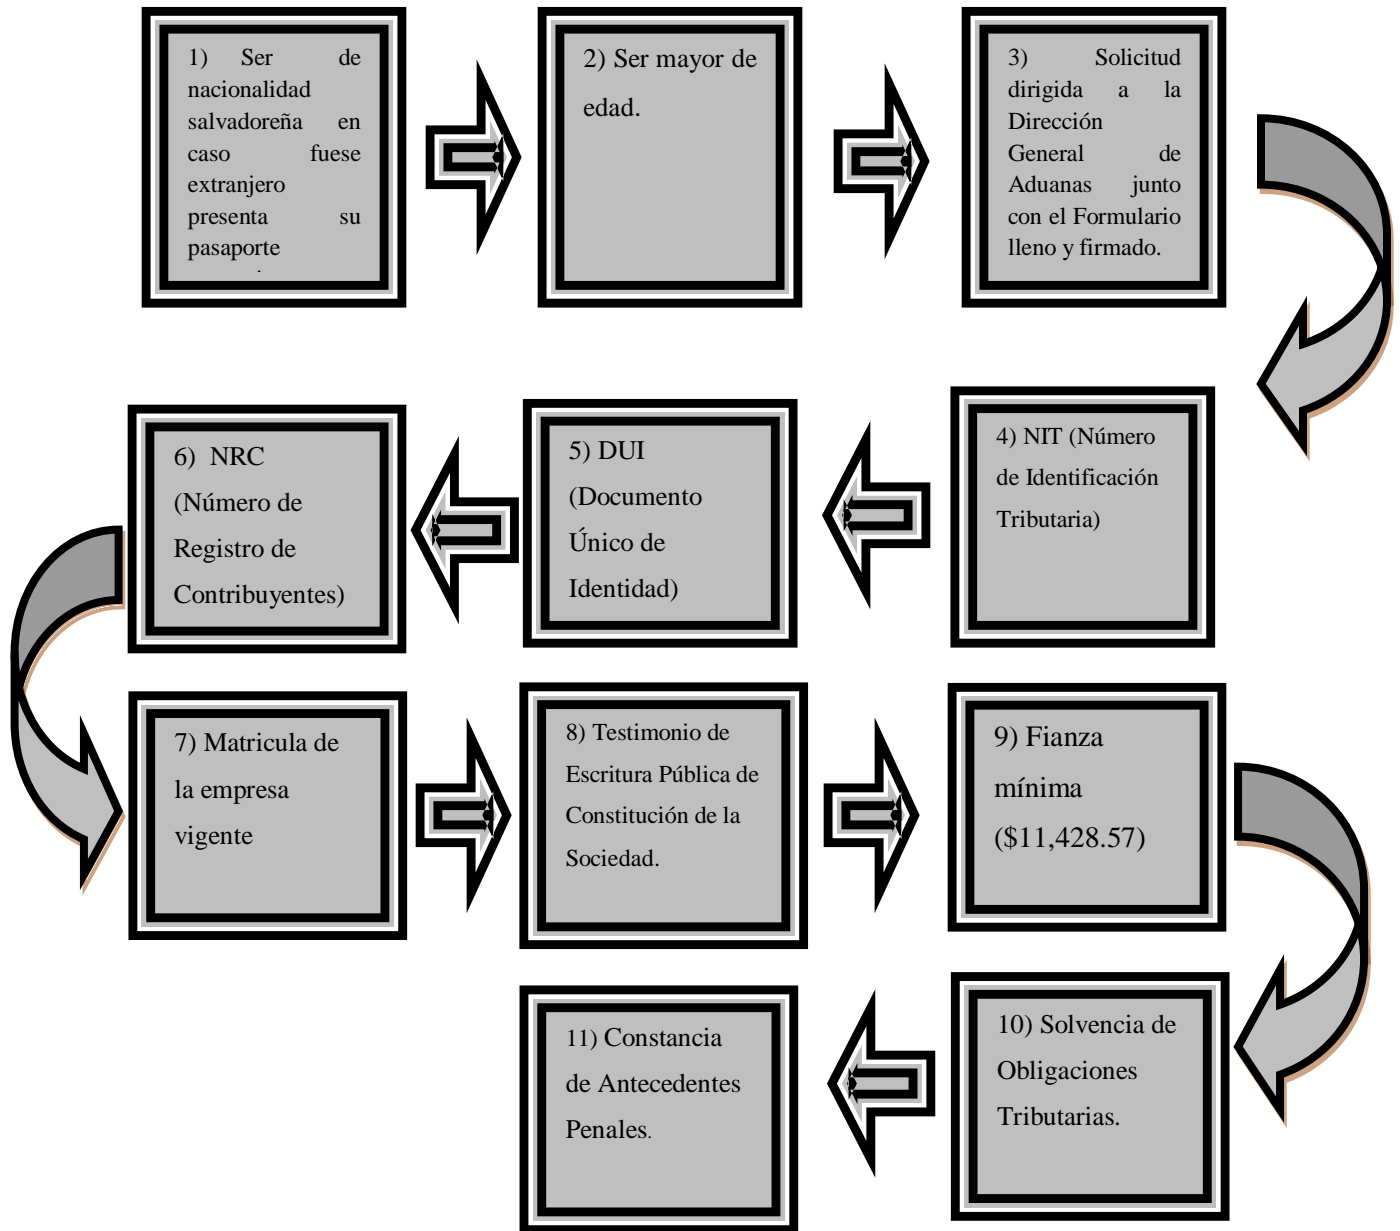 1) Ser de
nacionalidad
salvadoreña en
caso fuese
extranjero
presenta su
pasaporte
2) Ser mayor de
edad.
3) Solicitud
dirigida a la
Dirección
General de
Aduanas junto
con el Formulario
lleno y firmado.
4) NIT (Número
de Identificación
Tributaria)
5) DUI
(Documento
Único de
Identidad)
6) NRC
(Número de
Registro de
Contribuyentes)
7) Matricula de
la empresa
vigente
8) Testimonio de
Escritura Pública de
Constitución de la
Sociedad.
9) Fianza
mínima
($11,428.57)
10) Solvencia de
Obligaciones
Tributarias.
11) Constancia
de Antecedentes
Penales.